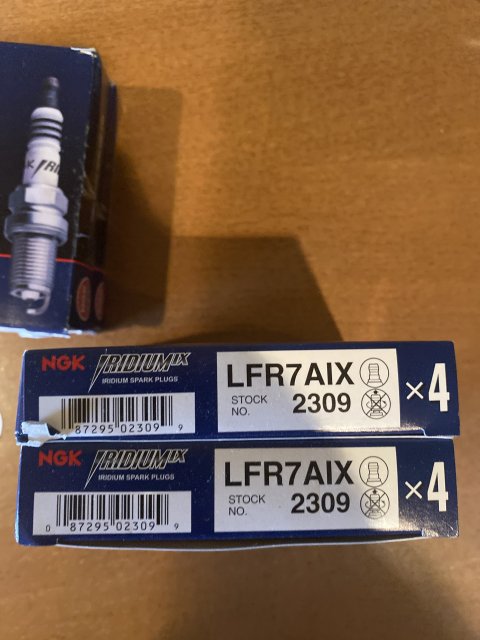 NGK IRIDIUM IX
IRIDIUM SPARK PLUGS
LFR7AIX
STOCK
NO. 2309
×4
0 87295 02309 9
NGK IRIDIUM IX
IRIDIUM SPARK PLUGS
LFR7AIX
STOCK
NO. 2309
×4
0 87295 02309 9